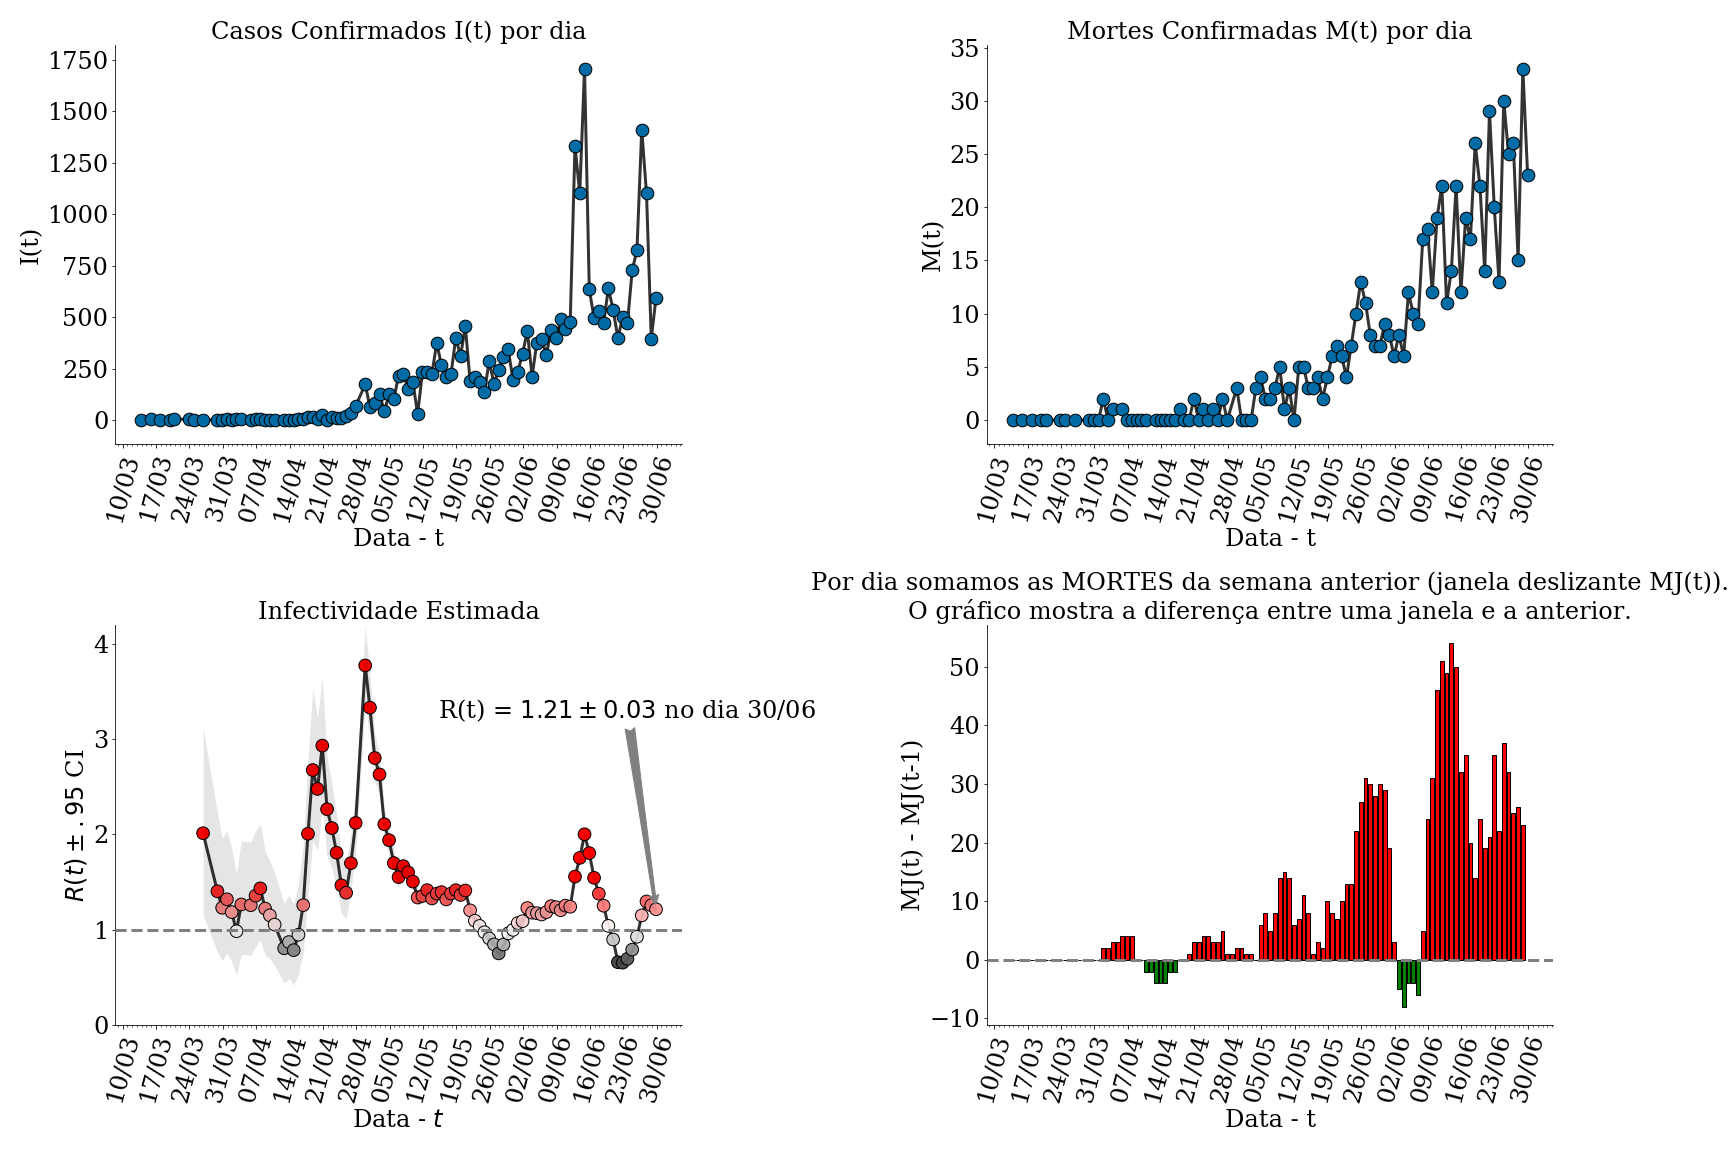 Casos Confirmados I(t) por dia
I(t)
1750
1500
1250
1000
750
500
250
0
10/03 17/03 24/03 31/03 07/04 14/04 21/04 28/04 05/05 12/05 19/05 26/05 02/06 09/06 16/06 23/06 30/06
Data - t
Mortes Confirmadas M(t) por dia
M(t)
35
30
25
20
15
10
5
0
10/03 17/03 24/03 31/03 07/04 14/04 21/04 28/04 05/05 12/05 19/05 26/05 02/06 09/06 16/06 23/06 30/06
Data - t
Infectividade Estimada
R(t) ± .95 CI
4
3
2
1
0
R(t) = 1.21 ± 0.03 no dia 30/06
10/03 17/03 24/03 31/03 07/04 14/04 21/04 28/04 05/05 12/05 19/05 26/05 02/06 09/06 16/06 23/06 30/06
Data - t
Por dia somamos as MORTES da semana anterior (janela deslizante MJ(t)).
O gráfico mostra a diferença entre uma janela e a anterior.
MJ(t) - MJ(t-1)
50
40
30
20
10
0
−10
10/03 17/03 24/03 31/03 07/04 14/04 21/04 28/04 05/05 12/05 19/05 26/05 02/06 09/06 16/06 23/06 30/06
Data - t